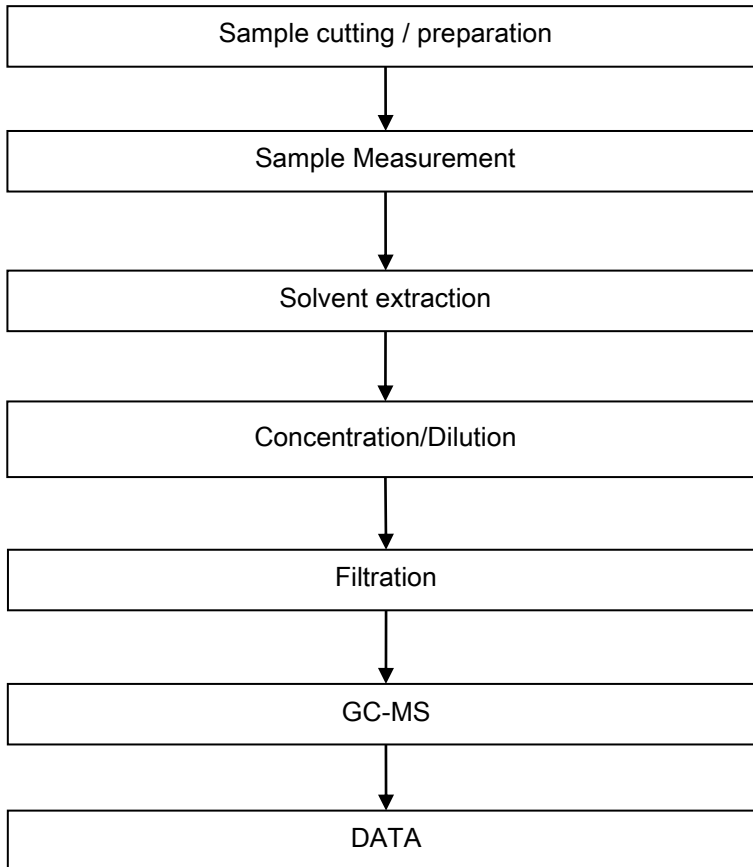 Sample cutting / preparation
Sample Measurement
Solvent extraction
Concentration/Dilution
Filtration
GC-MS
DATA